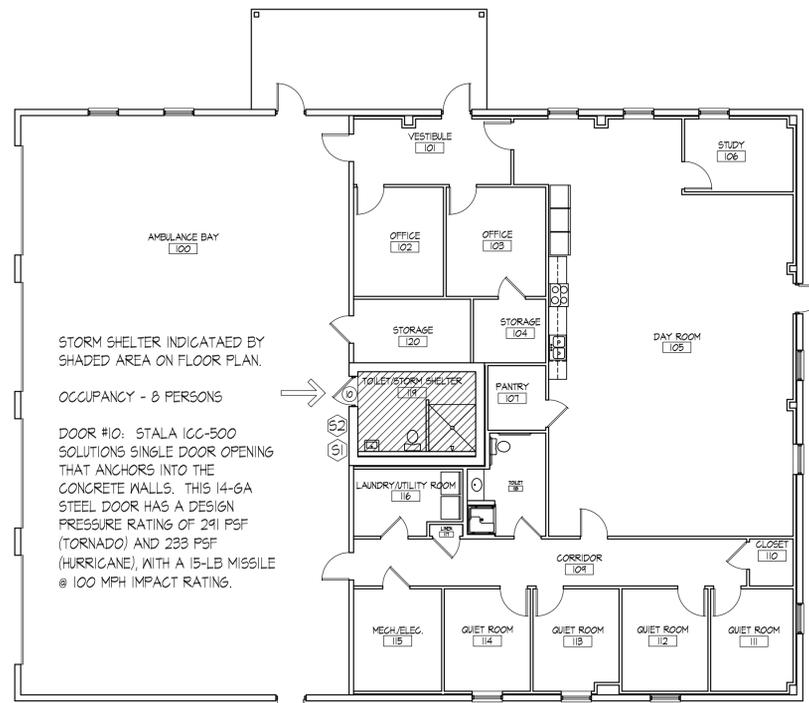 VESTIBULE
101
STUDY
106
AMBULANCE BAY
100
OFFICE
102
OFFICE
103
STORAGE
120
STORAGE
104
DAY ROOM
105
STORM SHELTER INDICATAED BY
SHADED AREA ON FLOOR PLAN.
OCCUPANCY - 8 PERSONS
DOOR #10: STALA ICC-500
SOLUTIONS SINGLE DOOR OPENING
THAT ANCHORS INTO THE
CONCRETE WALLS. THIS 14-GA
STEEL DOOR HAS A DESIGN
PRESSURE RATING OF 291 PSF
(TORNADO) AND 233 PSF
(HURRICANE), WITH A 15-LB MISSILE
@ 100 MPH IMPACT RATING.
TOILET/STORM SHELTER
119
10
S2
S1
PANTRY
107
LAUNDRY/UTILITY ROOM
116
TOILET
LINEN
CORRIDOR
109
CLOSET
110
MECH./ELEC.
115
QUIET ROOM
114
QUIET ROOM
113
QUIET ROOM
112
QUIET ROOM
111